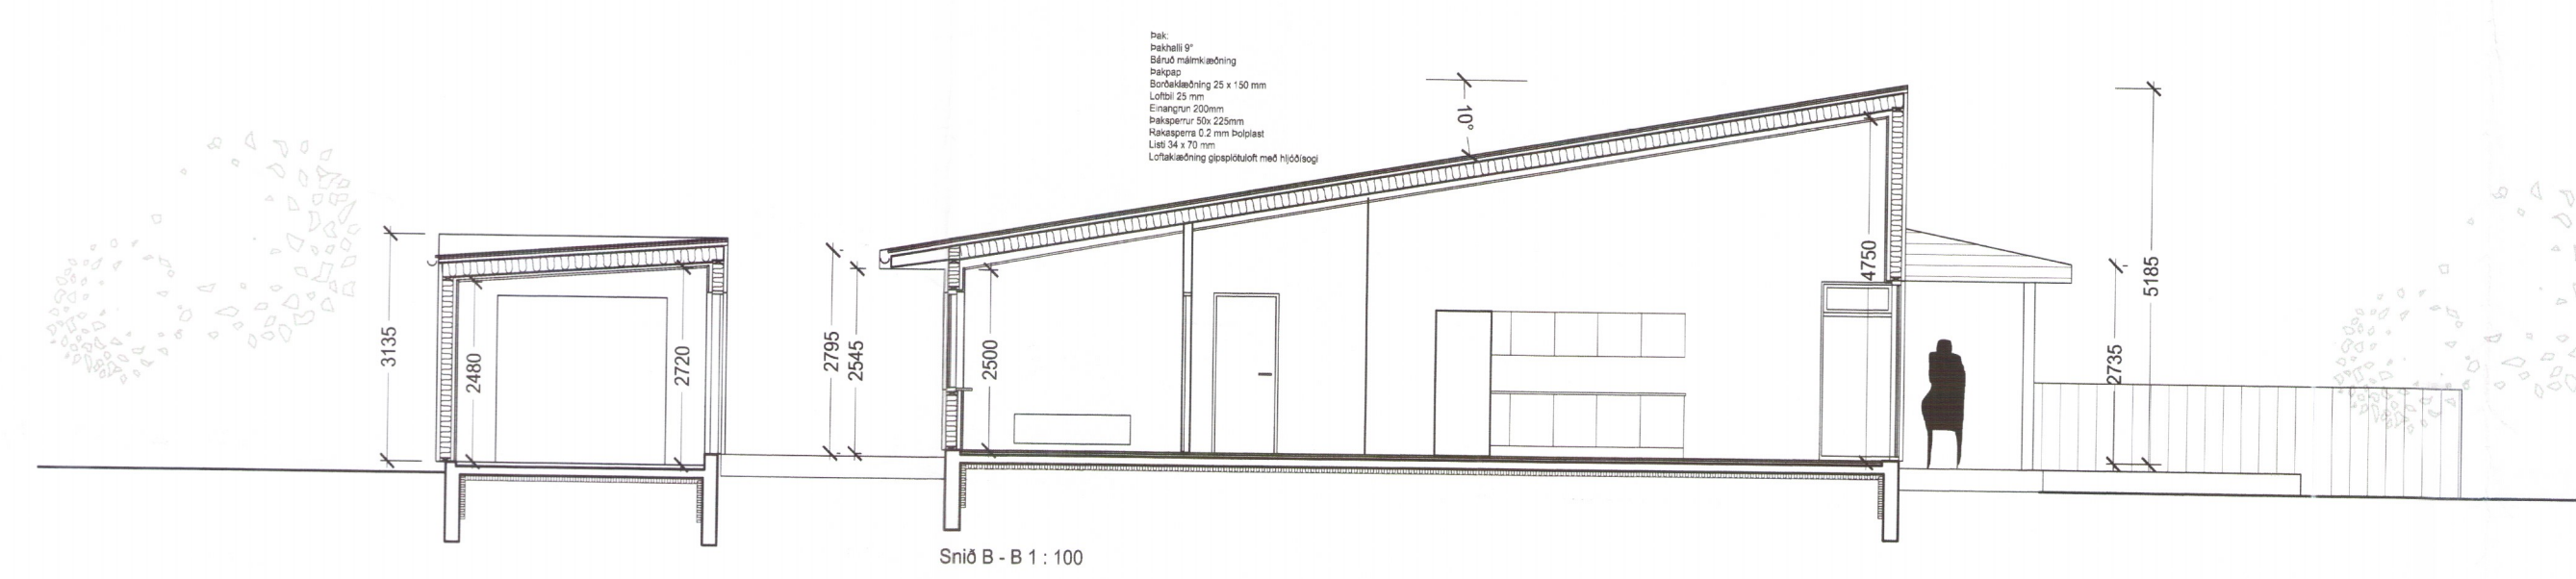 Þak:
Þakhalli 9°
Báruð málmklæðning
Þakpap
Borðaklæðning 25 x 150 mm
Loftbil 25 mm
Einangrun 200mm
Þaksperrur 50x 225mm
Rakasperra 0.2 mm Þolplast
Listi 34 x 70 mm
Loftaklæðning gipsplötuloft með hljóðísogi
10°
3135
2480
2720
2795
2545
2500
4750
2735
5185
Snið B - B 1 : 100